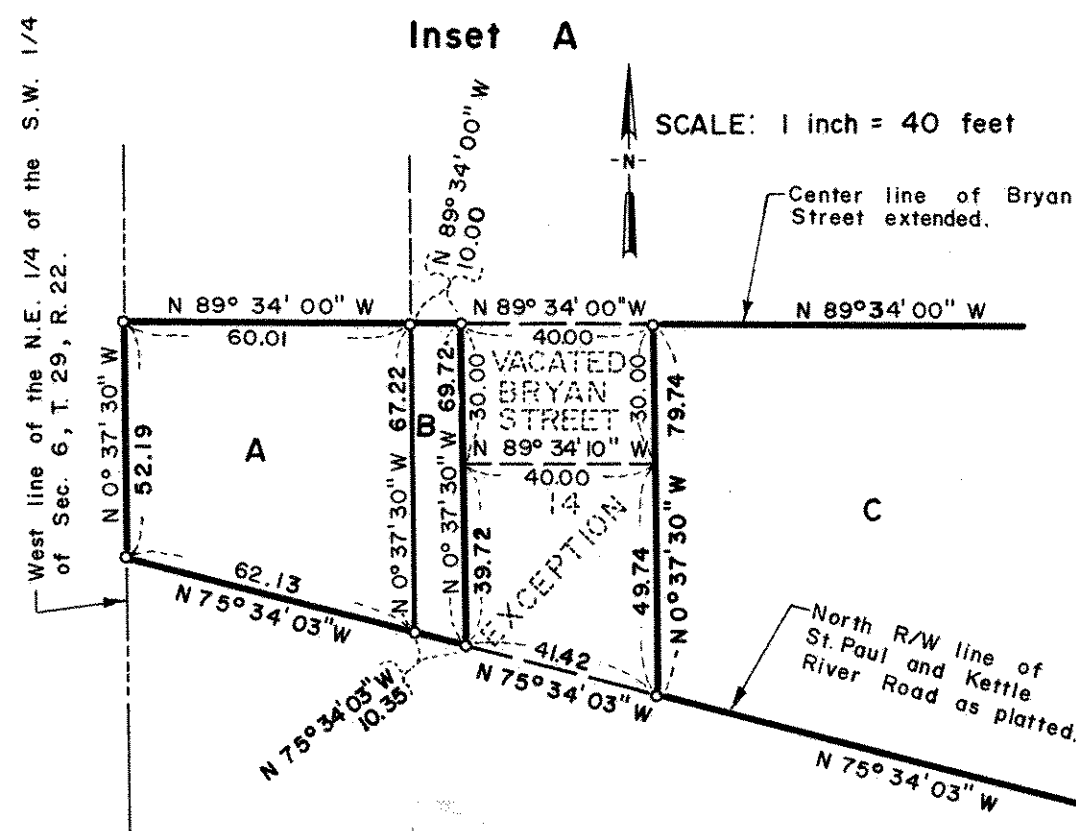 Inset A
West line of the N.E. 1/4 of the S.W. 1/4
of Sec. 6, T. 29, R. 22.
SCALE: 1 inch = 40 feet
-N-
Center line of Bryan
Street extended.
N 89° 34' 00" W
10.00
N 89° 34' 00" W
60.01
N 89° 34' 00" W
40.00
N 89° 34' 00" W
N 0° 37' 30" W
52.19
A
67.22
N 0° 37' 30" W
B
69.72
N 0° 37' 30" W
30.00
39.72
VACATED
BRYAN
STREET
N 89° 34' 10" W
40.00
14
EXCEPTION
30.00
49.74
79.74
N 0° 37' 30" W
C
62.13
N 75° 34' 03" W
N 75° 34' 03" W
10.35
41.42
N 75° 34' 03" W
North R/W line of
St. Paul and Kettle
River Road as platted.
N 75° 34' 03" W